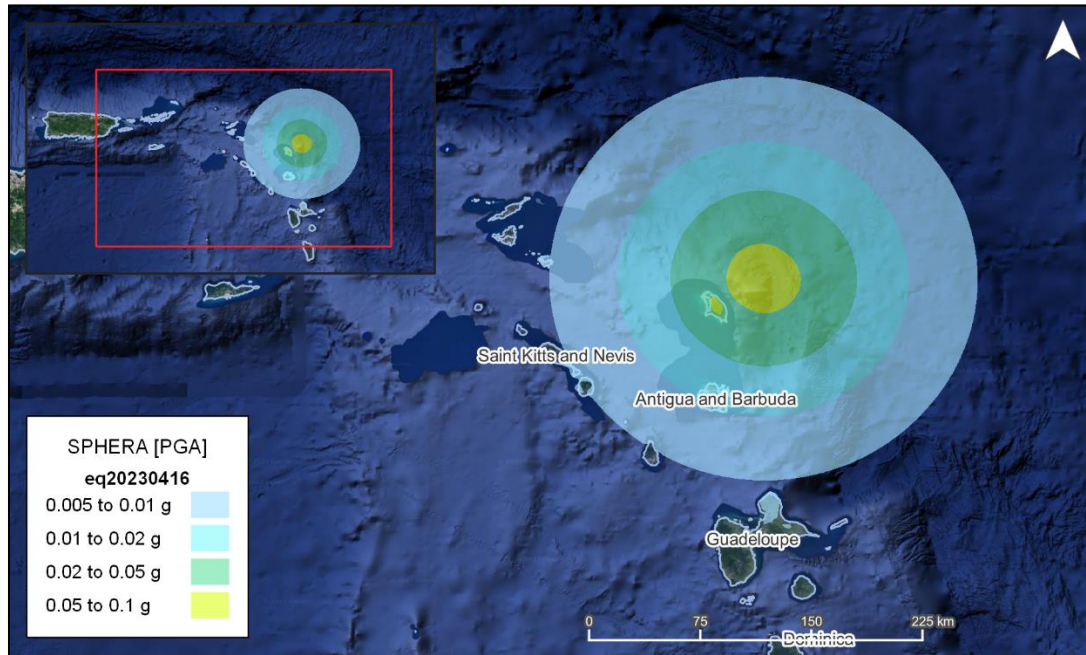 Saint Kitts and Nevis
Antigua and Barbuda
SPHERA [PGA]
eq20230416
0.005 to 0.01 g
0.01 to 0.02 g
0.02 to 0.05 g
0.05 to 0.1 g
Guadeloupe
0 75 150 225 km
Dominica